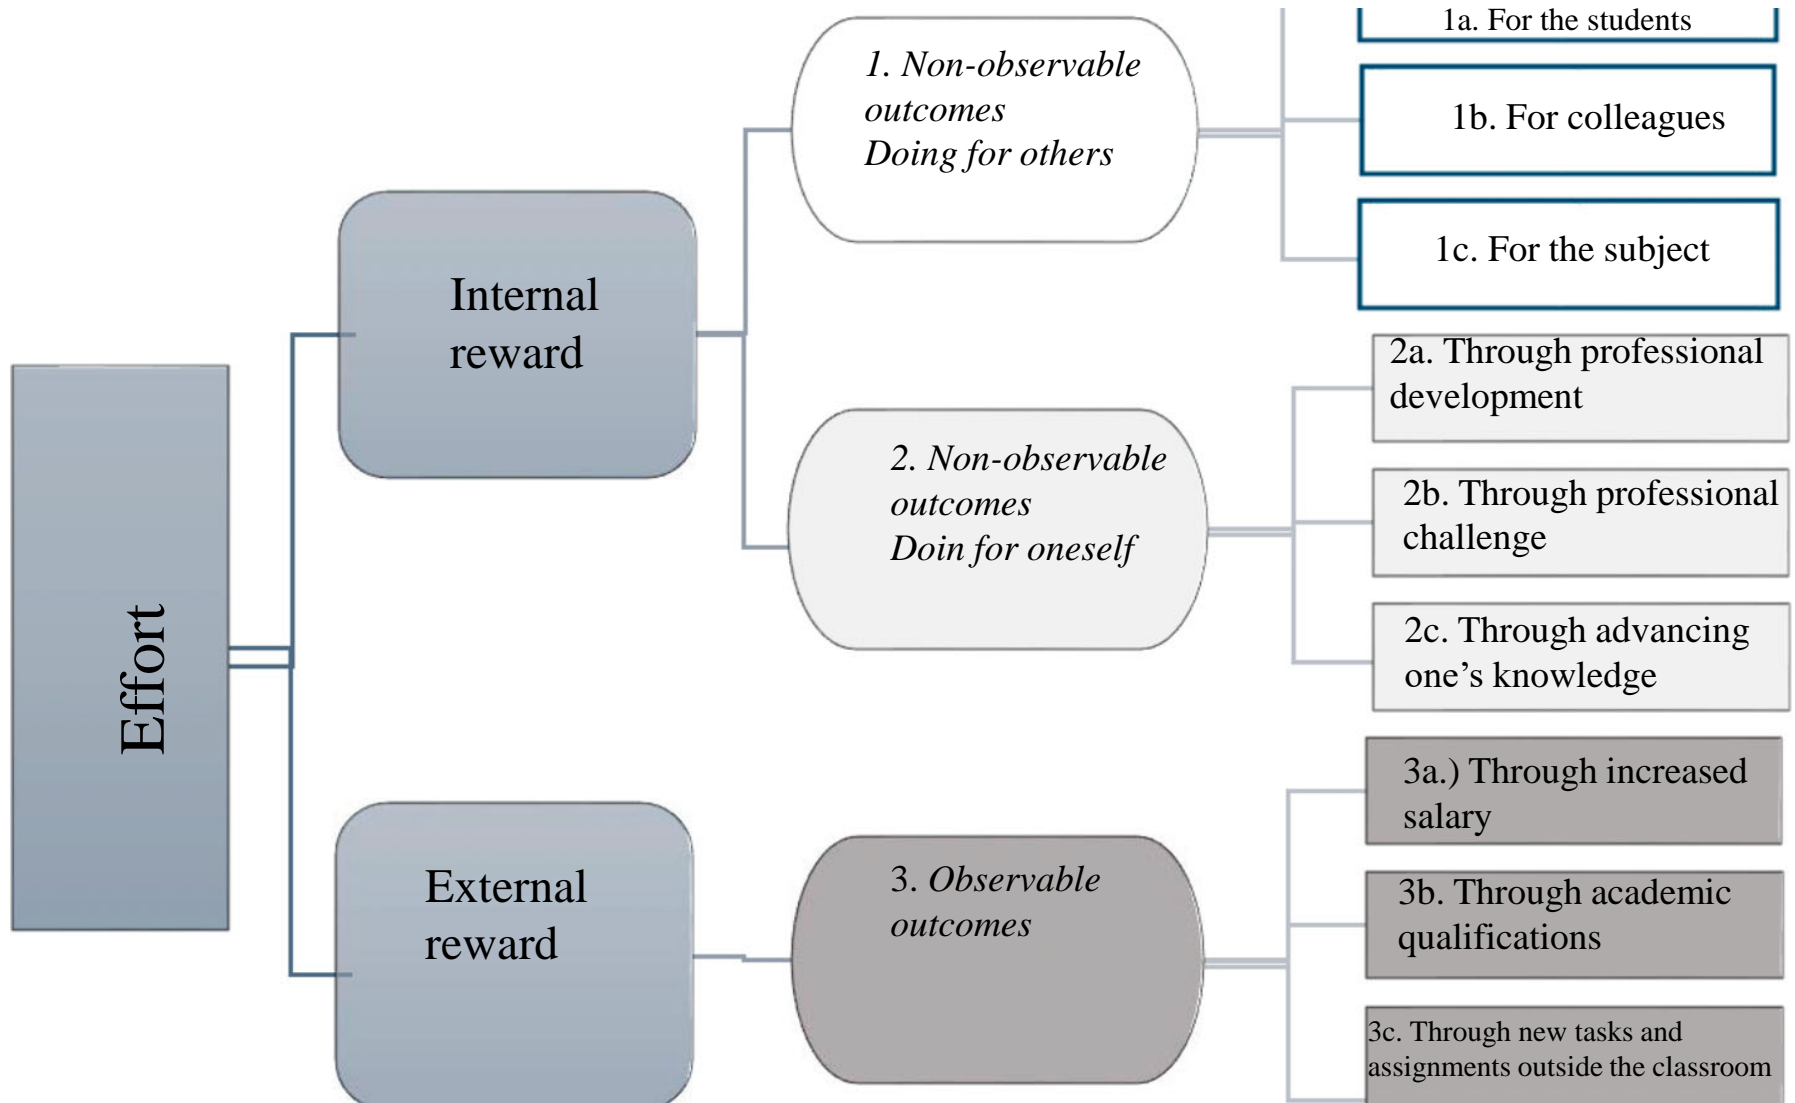 Effort
Internal
reward
External
reward
1. Non-observable
outcomes
Doing for others
2. Non-observable
outcomes
Doin for oneself
3. Observable
outcomes
1a. For the students
1b. For colleagues
1c. For the subject
2a. Through professional
development
2b. Through professional
challenge
2c. Through advancing
one’s knowledge
3a.) Through increased
salary
3b. Through academic
qualifications
3c. Through new tasks and
assignments outside the classroom